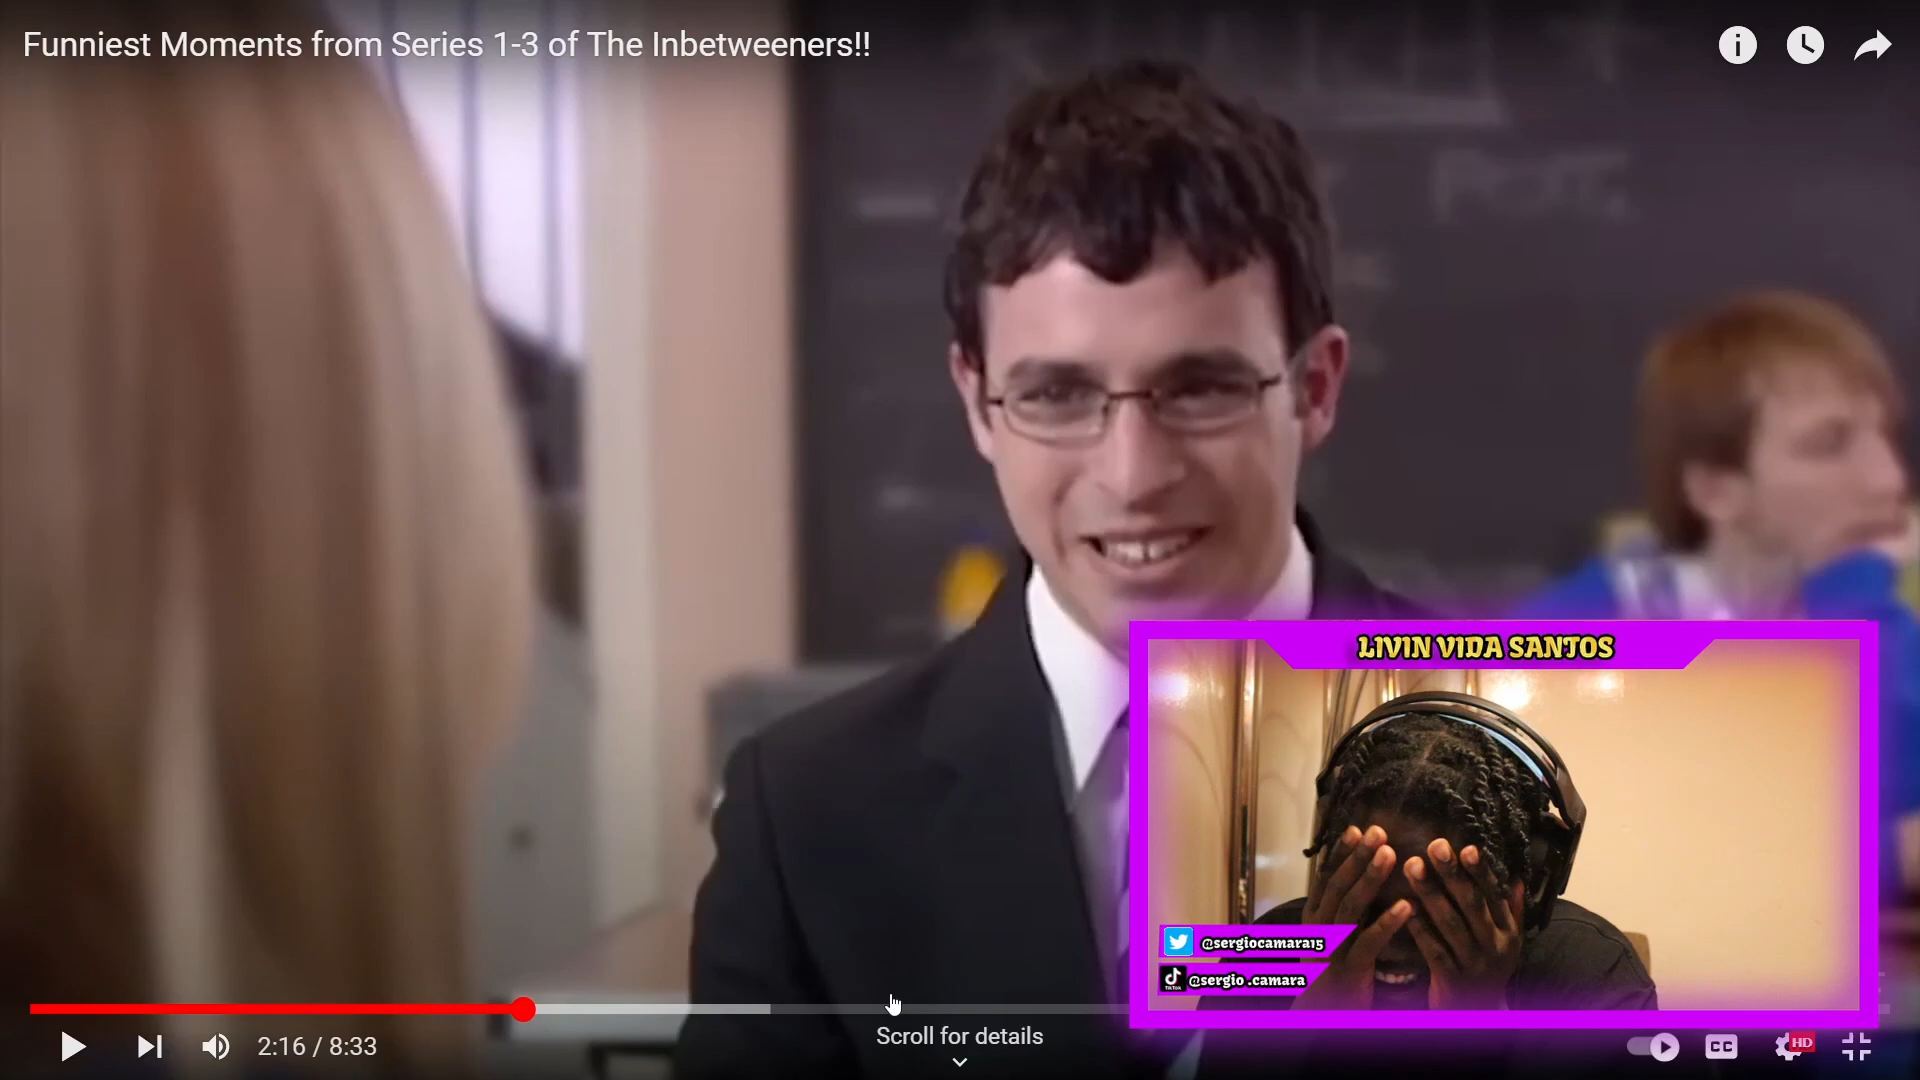 Funniest Moments from Series 1-3 of The Inbetweeners!!
LIVIN VIDA SANTOS
@sergiocamara15
@sergio.camara
2:16 / 8:33
Scroll for details
CC
HD